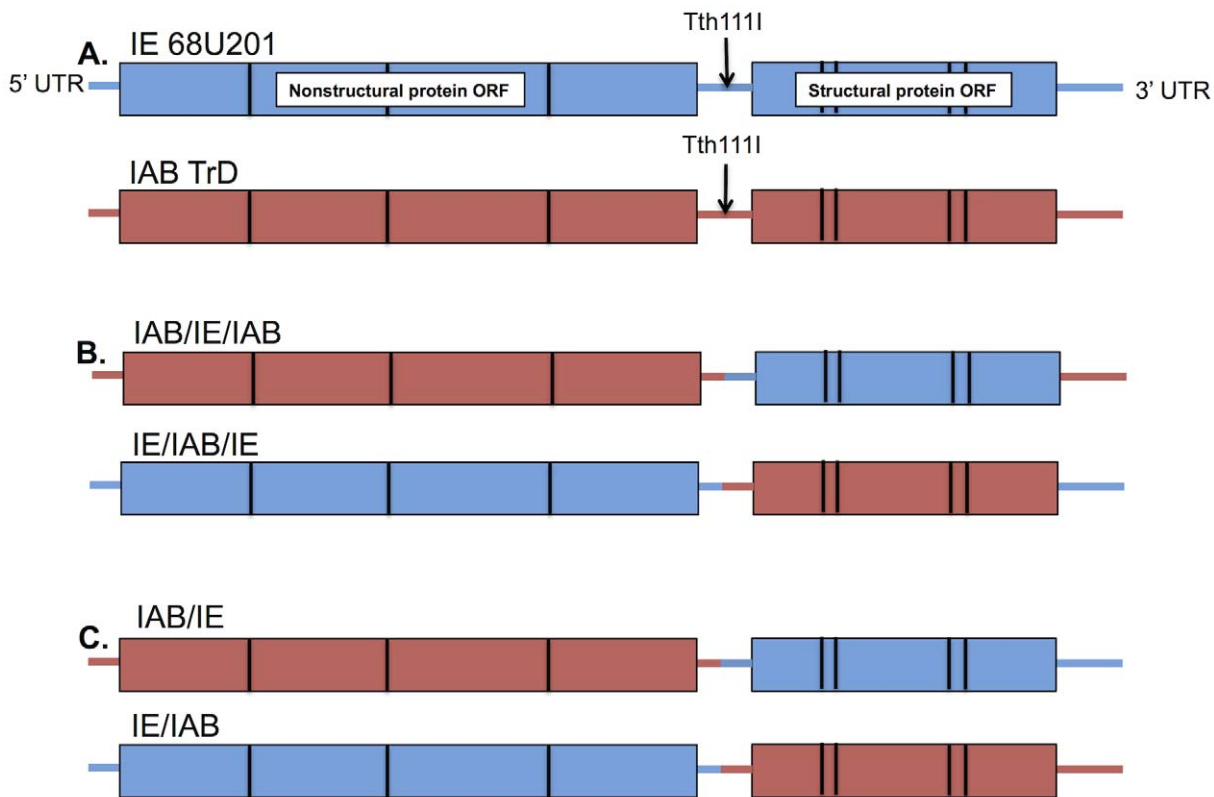 Tth111I
A. IE 68U201
5' UTR
Nonstructural protein ORF
Structural protein ORF
3' UTR
Tth111I
IAB TrD
IAB/IE/IAB
B.
IE/IAB/IE
IAB/IE
C.
IE/IAB